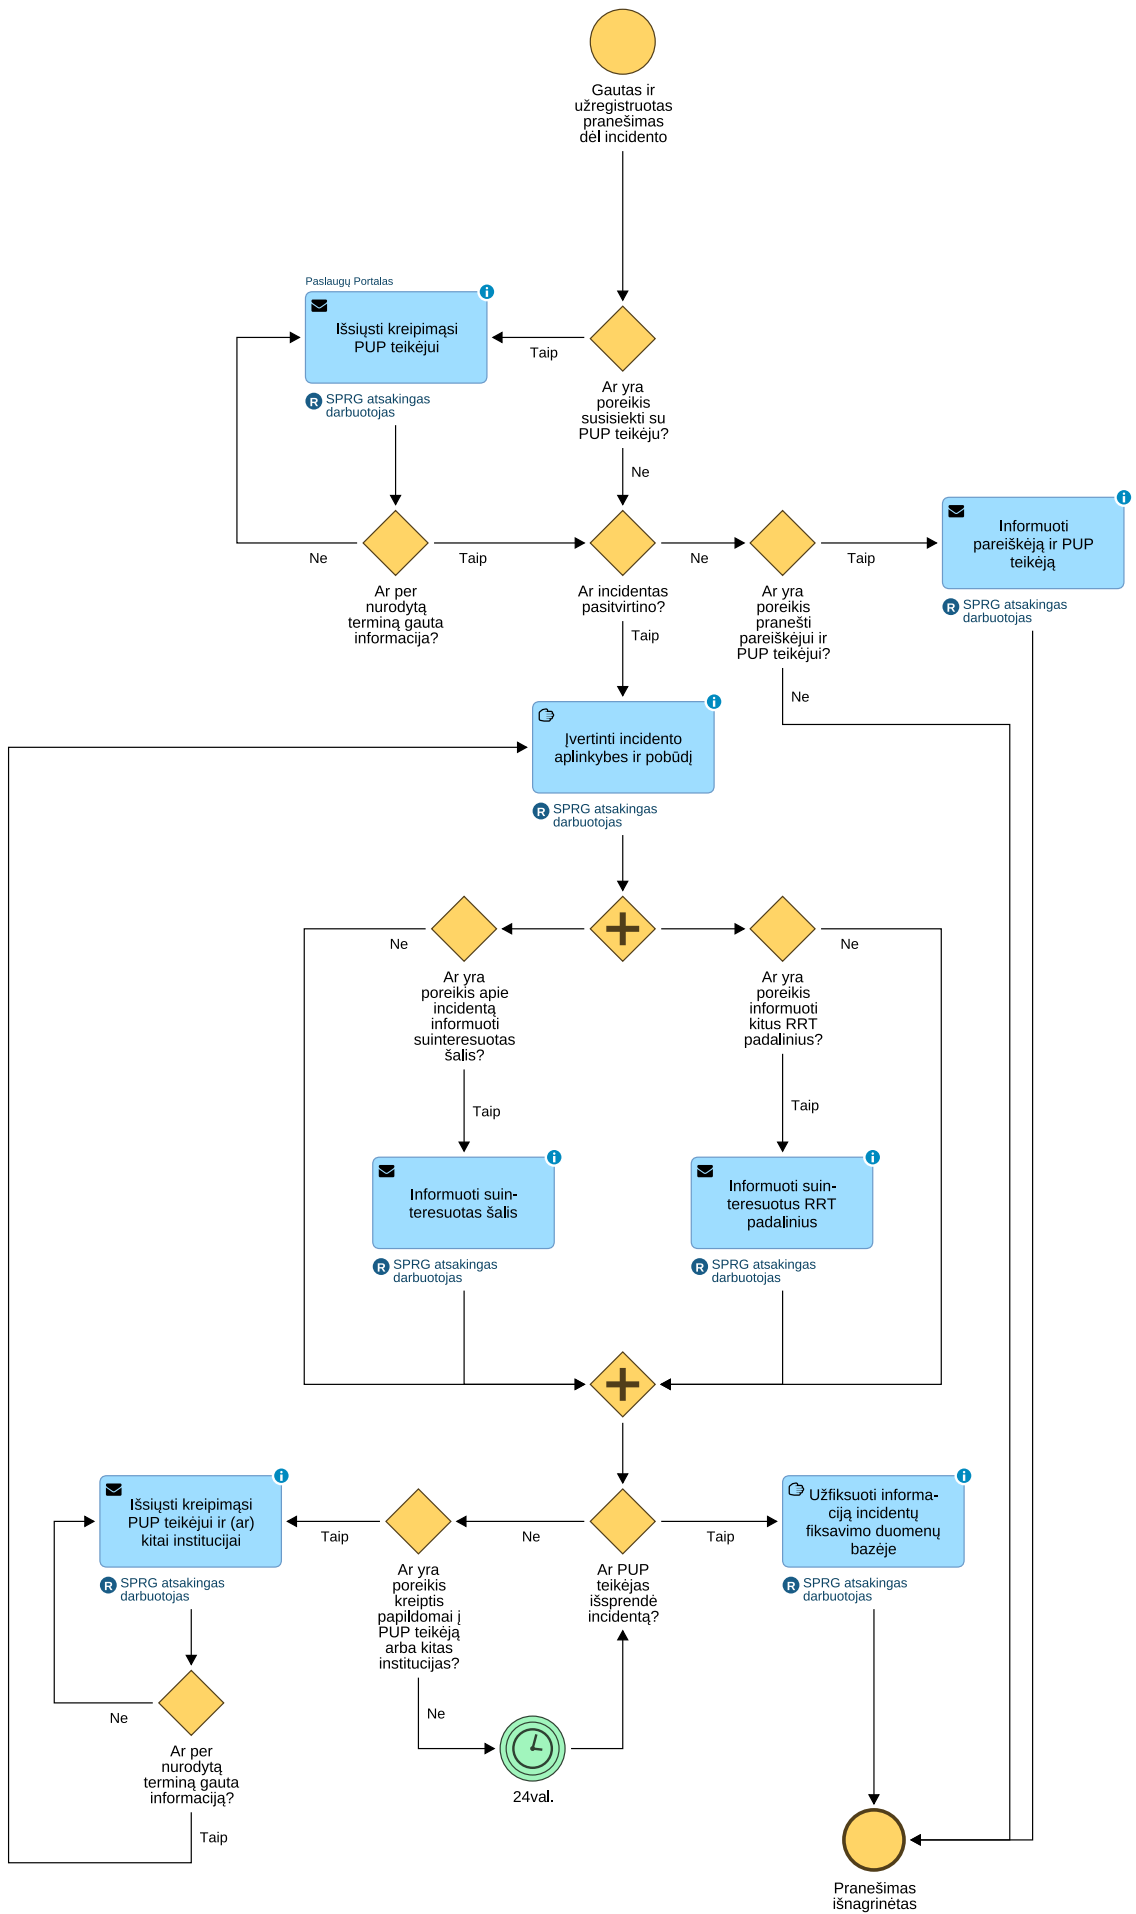 Gautas ir
užregistruotas
pranešimas
dėl incidento
Paslaugų Portalas
Išsiųsti kreipimąsi
PUP teikėjui
R SPRG atsakingas
darbuotojas
Taip
Ar yra
poreikis
susisiekti su
PUP teikėju?
Ne
Ne
Ar per
nurodytą
terminą gauta
informacija?
Taip
Ar incidentas
pasitvirtino?
Ne
Ar yra
poreikis
pranešti
pareiškėjui ir
PUP teikėjui?
Taip
Informuoti
pareiškėją ir PUP
teikėją
R SPRG atsakingas
darbuotojas
Taip
Ne
Įvertinti incidento
aplinkybes ir pobūdį
R SPRG atsakingas
darbuotojas
Ne
Ar yra
poreikis apie
incidentą
informuoti
suinteresuotas
šalis?
Ar yra
poreikis
informuoti
kitus RRT
padalinius?
Ne
Taip
Taip
Informuoti suin-
teresuotas šalis
R SPRG atsakingas
darbuotojas
Informuoti suin-
teresuotus RRT
padalinius
R SPRG atsakingas
darbuotojas
Išsiųsti kreipimąsi
PUP teikėjui ir (ar)
kitai institucijai
R SPRG atsakingas
darbuotojas
Taip
Ar yra
poreikis
kreiptis
papildomai į
PUP teikėją
arba kitas
institucijas?
Ne
Ar PUP
teikėjas
išsprendė
incidentą?
Taip
Užfiksuoti informa-
ciją incidentų
fiksavimo duomenų
bazėje
R SPRG atsakingas
darbuotojas
Ne
Ne
Ar per
nurodytą
terminą gauta
informaciją?
Taip
24val.
Pranešimas
išnagrinėtas